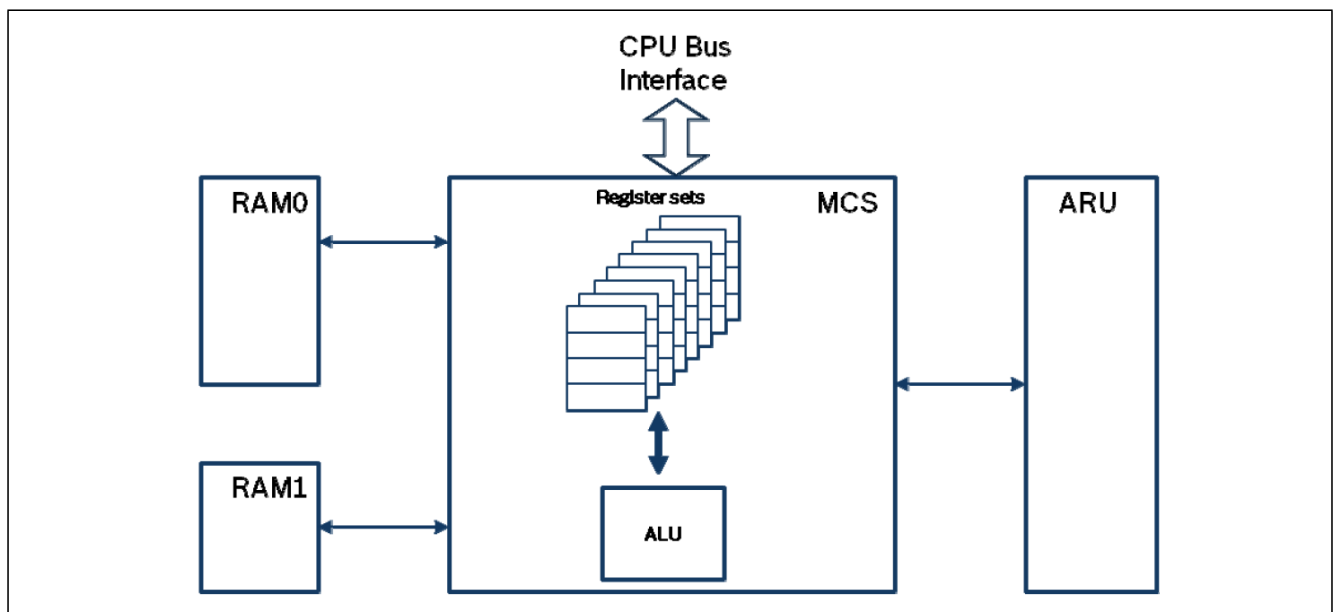 CPU Bus
Interface
RAM0
Register sets
MCS
ARU
RAM1
ALU